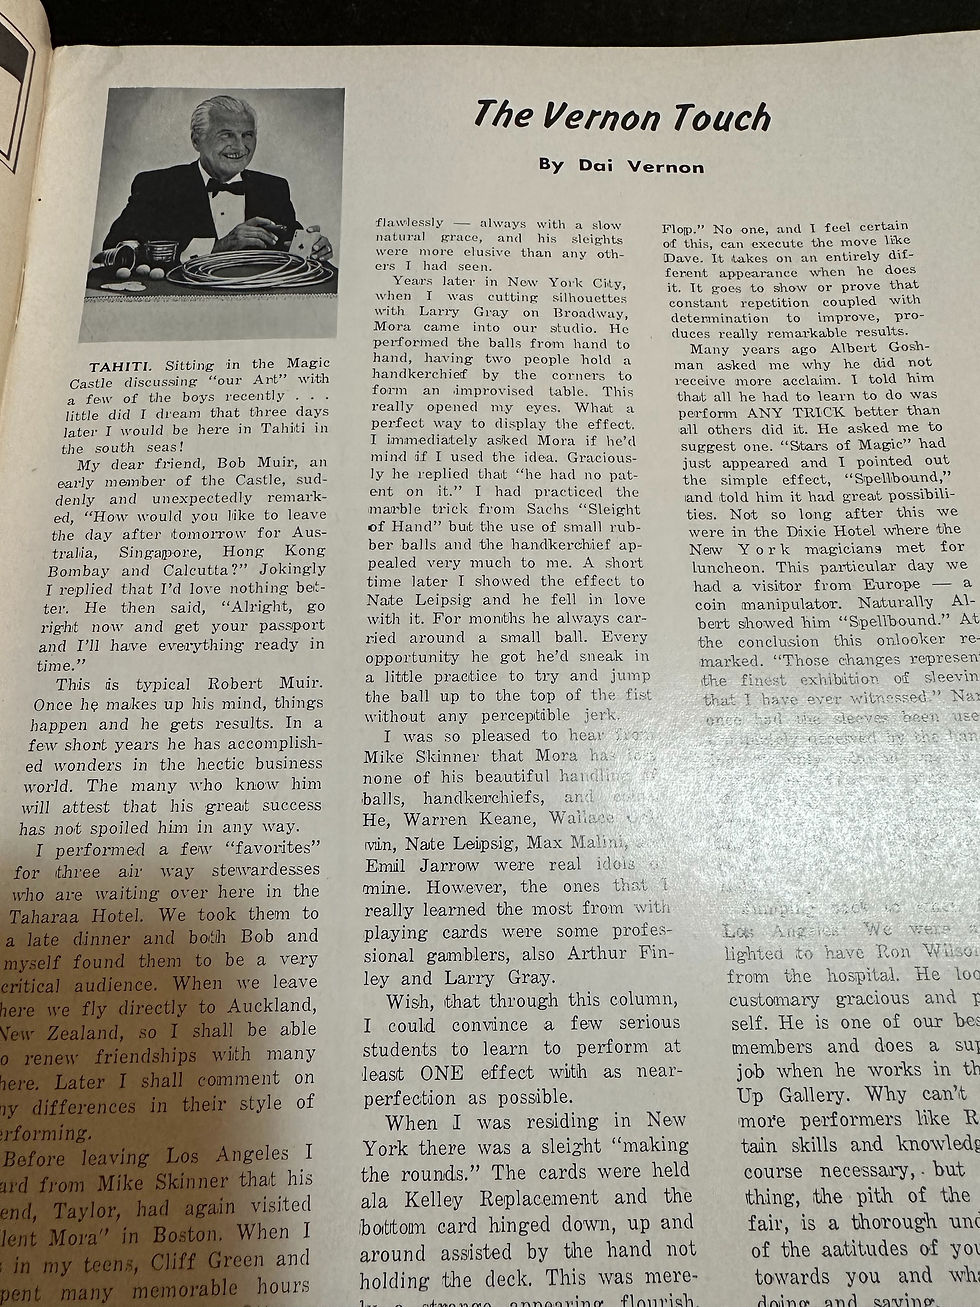 The Vernon Touch
By Dai Vernon
TAHITI. Sitting in the Magic
Castle discussing "our Art" with
a few of the boys recently . . .
little did I dream that three days
later I would be here in Tahiti in
the south seas!
My dear friend, Bob Muir, an
early member of the Castle, sud-
denly and unexpectedly remark-
ed, "How would you like to leave
the day after tomorrow for Aus-
tralia, Singapore, Hong Kong
Bombay and Calcutta?" Jokingly
I replied that I'd love nothing bet-
ter. He then said, "Alright, go
right now and get your passport
and I'll have everything ready in
time."
This is typical Robert Muir.
Once he makes up his mind, things
happen and he gets results. In a
few short years he has accomplish-
ed wonders in the hectic business
world. The many who know him
will attest that his great success
has not spoiled him in any way.
I performed a few "favorites"
for three air way stewardesses
who are waiting over here in the
Taharaa Hotel. We took them to
a late dinner and both Bob and
myself found them to be a very
critical audience. When we leave
here we fly directly to Auckland,
New Zealand, so I shall be able
o renew friendships with many
here. Later I shall comment on
ny differences in their style of
erforming.
Before leaving Los Angeles I
ard from Mike Skinner that his
end, Taylor, had again visited
lent Mora" in Boston. When I
s in my teens, Cliff Green and
pent many memorable hours
flawlessly — always with a slow
natural grace, and his sleights
were more elusive than any oth-
ers I had seen.
Years later in New York City,
when I was cutting silhouettes
with Larry Gray on Broadway,
Mora came into our studio. He
performed the balls from hand to
hand, having two people hold a
handkerchief by the corners to
form an improvised table. This
really opened my eyes. What a
perfect way to display the effect.
I immediately asked Mora if he'd
mind if I used the idea. Gracious-
ly he replied that "he had no pat-
ent on it." I had practiced the
marble trick from Sachs "Sleight
of Hand" but the use of small rub-
ber balls and the handkerchief ap-
pealed very much to me. A short
time later I showed the effect to
Nate Leipsig and he fell in love
with it. For months he always car-
ried around a small ball. Every
opportunity he got he'd sneak in
a little practice to try and jump
the ball up to the top of the fist
without any perceptible jerk.
I was so pleased to hear from
Mike Skinner that Mora has
none of his beautiful handling of
balls, handkerchiefs, and
He, Warren Keane, Wallace
win, Nate Leipsig, Max Malini,
Emil Jarrow were real idols of
mine. However, the ones that I
really learned the most from with
playing cards were some profes-
sional gamblers, also Arthur Fin-
ley and Larry Gray.
Wish, that through this column,
I could convince a few serious
students to learn to perform at
least ONE effect with as near-
perfection as possible.
When I was residing in New
York there was a sleight "making
the rounds." The cards were held
ala Kelley Replacement and the
bottom card hinged down, up and
around assisted by the hand not
holding the deck. This was mere-
ly a strange appearing flourish.
Flop." No one, and I feel certain
of this, can execute the move like
Dave. It takes on an entirely dif-
ferent appearance when he does
it. It goes to show or prove that
constant repetition coupled with
determination to improve, pro-
duces really remarkable results.
Many years ago Albert Gosh-
man asked me why he did not
receive more acclaim. I told him
that all he had to learn to do was
perform ANY TRICK better than
all others did it. He asked me to
suggest one. "Stars of Magic" had
just appeared and I pointed out
the simple effect, "Spellbound,"
and told him it had great possibili-
ties. Not so long after this we
were in the Dixie Hotel where the
New York magicians met for
luncheon. This particular day we
had a visitor from Europe — a
coin manipulator. Naturally Al-
bert showed him "Spellbound." At
the conclusion this onlooker re-
marked. "Those changes represen
the finest exhibition of sleevin
that I have ever witnessed." Na
once had the sleeves been use
Los Angeles. We were
lighted to have Ron Wilso
from the hospital. He loo
customary gracious and p
self. He is one of our bes
members and does a sup
job when he works in th
Up Gallery. Why can't
more performers like R
tain skills and knowledg
course necessary, but
thing, the pith of the
fair, is a thorough und
of the aatitudes of you
towards you and wha
doing and saying.